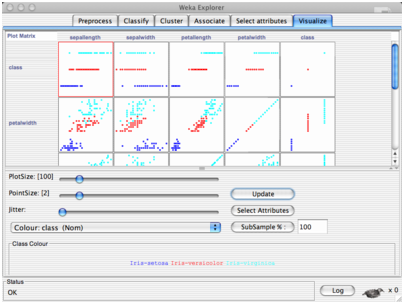 Weka Explorer
Preprocess Classify Cluster Associate Select attributes Visualize
Plot Matrix sepallength sepalwidth petallength petalwidth class
class
petalwidth
PlotSize: [100]
PointSize: [2] Update
Jitter: Select Attributes
Colour: class (Nom) SubSample % : 100
Class Colour
Iris-setosa Iris-versicolor Iris-virginica
Status
OK Log x 0